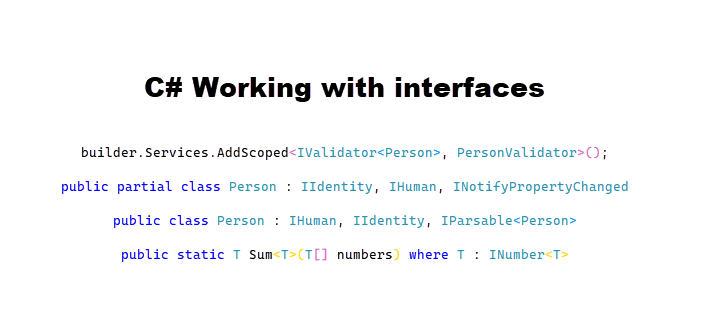 C# Working with interfaces
builder.Services.AddScoped<IValidator<Person>, PersonValidator>();
public partial class Person : IIdentity, IHuman, INotifyPropertyChanged
public class Person : IHuman, IIdentity, IParsable<Person>
public static T Sum<T>(T[] numbers) where T : INumber<T>